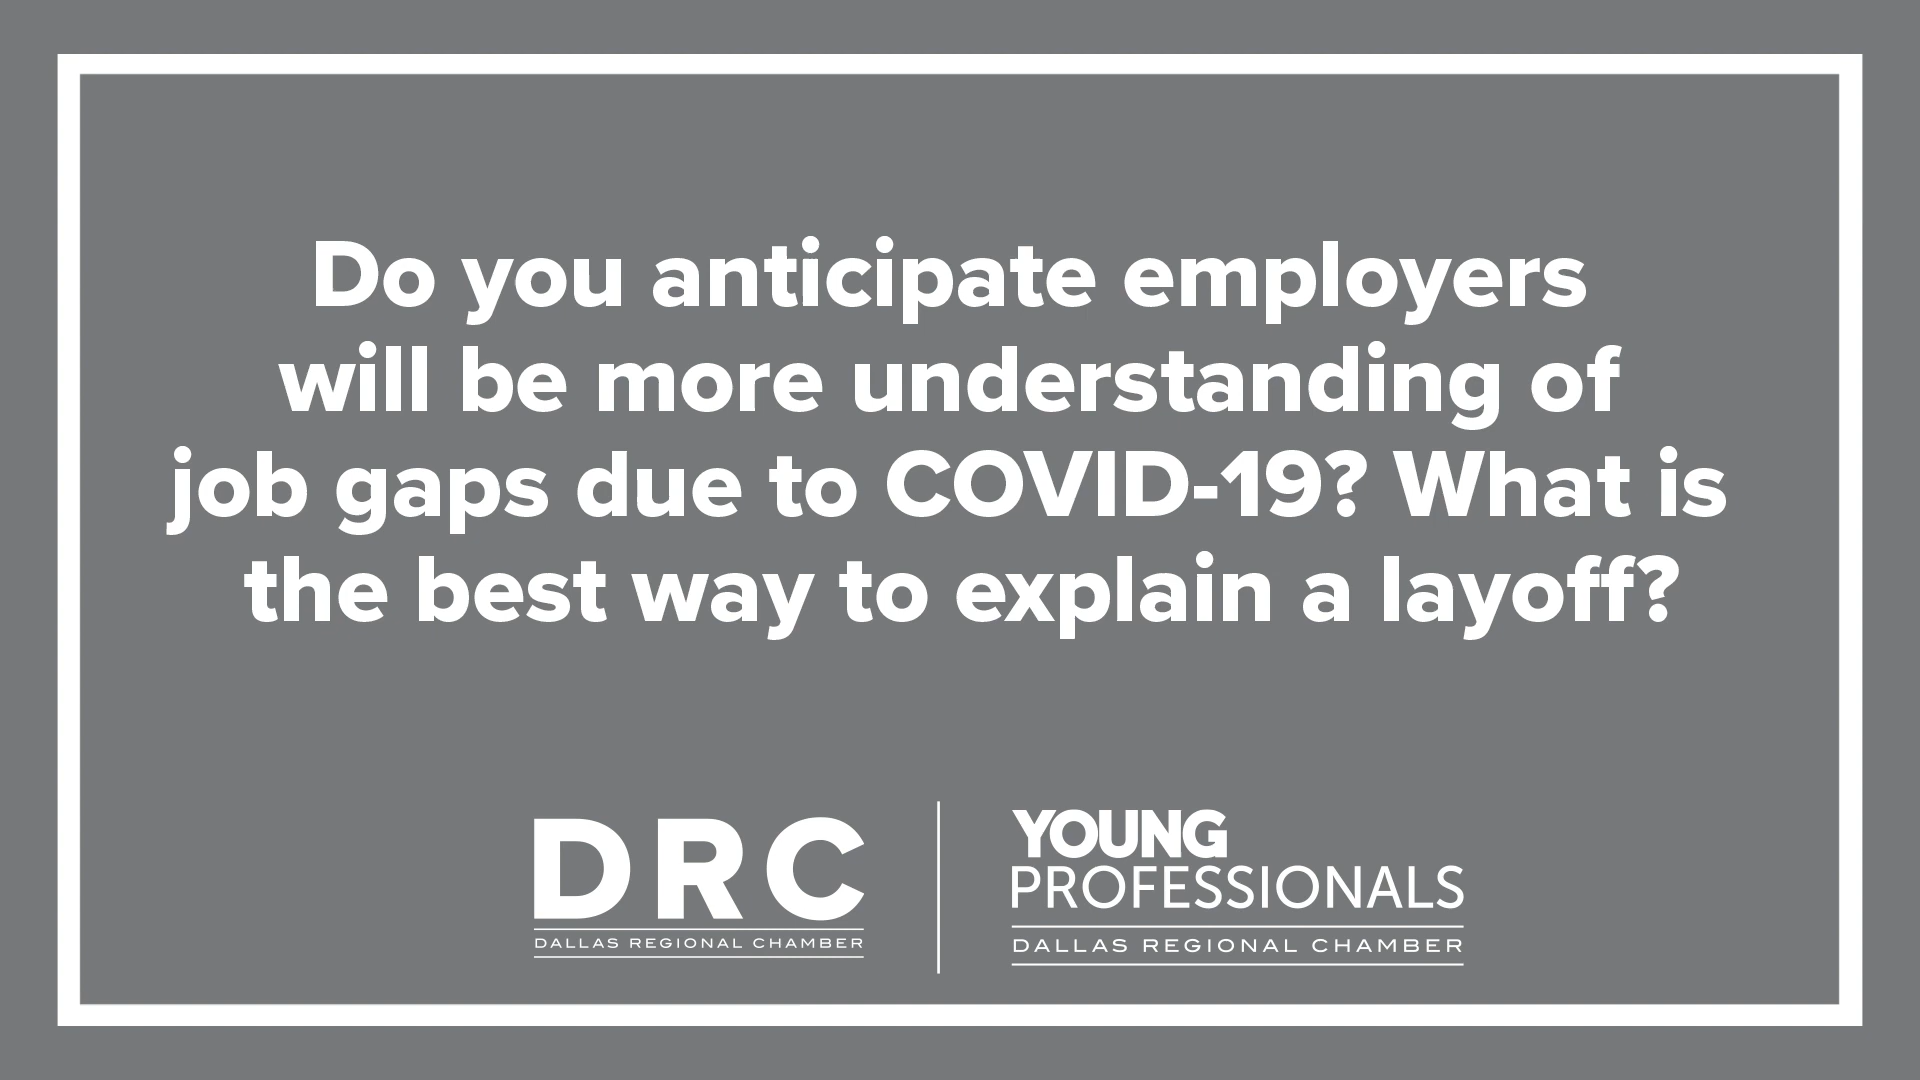 Do you anticipate employers
will be more understanding of
job gaps due to COVID-19? What is
the best way to explain a layoff?
DRC
DALLAS REGIONAL CHAMBER
YOUNG
PROFESSIONALS
DALLAS REGIONAL CHAMBER